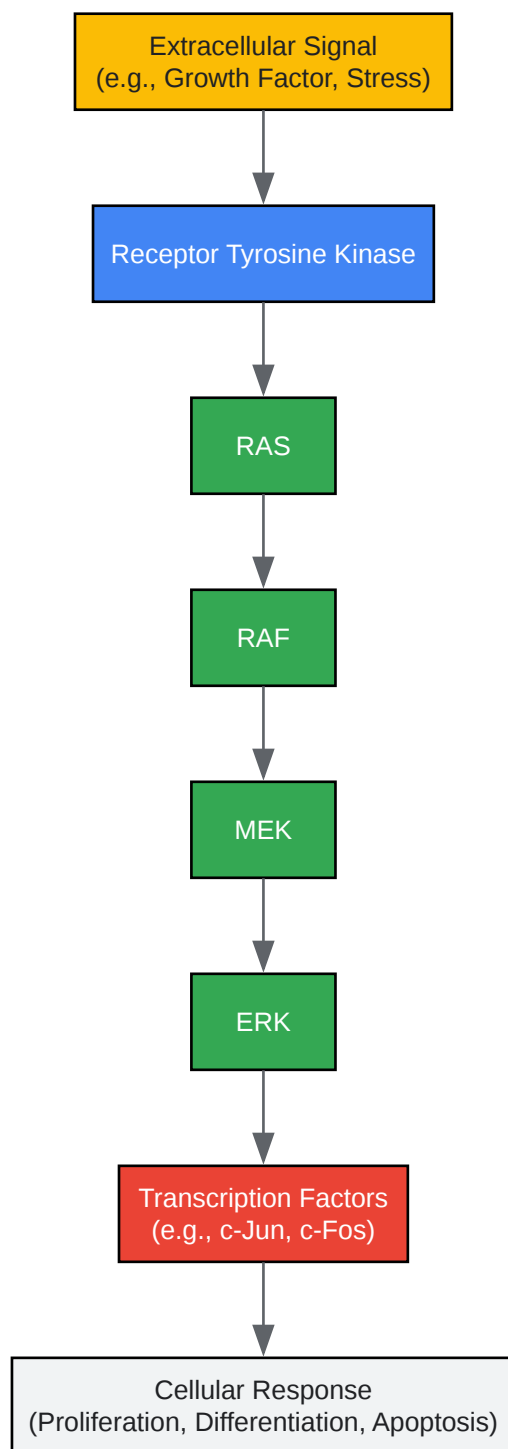 Extracellular Signal
(e.g., Growth Factor, Stress)
Receptor Tyrosine Kinase
RAS
RAF
MEK
ERK
Transcription Factors
(e.g., c-Jun, c-Fos)
Cellular Response
(Proliferation, Differentiation, Apoptosis)